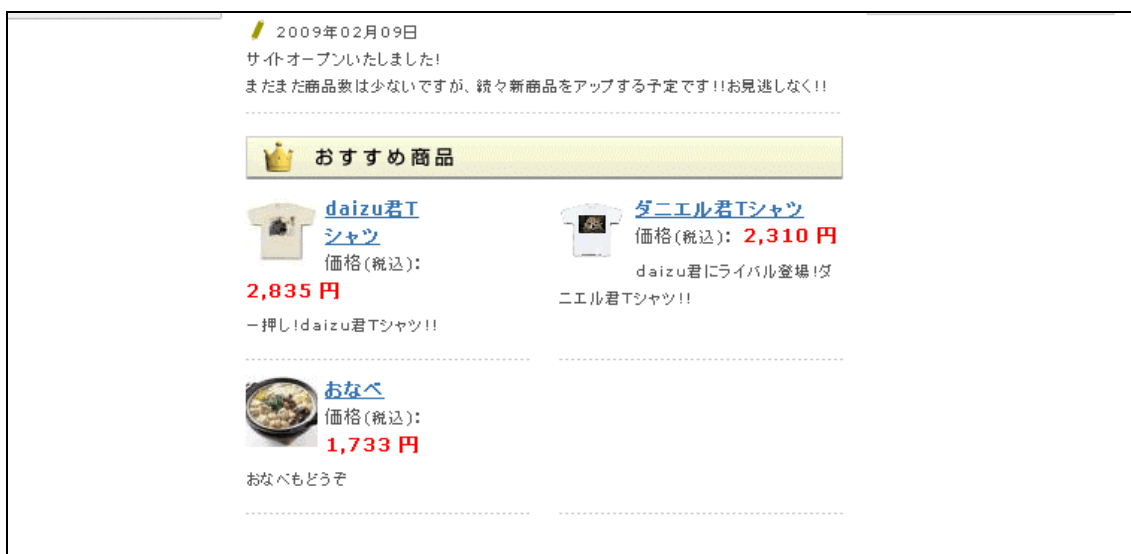 2009年02月09日
サイトオープンいたしました!
まだまだ商品数は少ないですが、続々新商品をアップする予定です!!お見逃しなく!!
おすすめ商品
daizu君T
シャツ
価格(税込):
2,835 円
一押し!daizu君Tシャツ!!
ダニエル君Tシャツ
価格(税込): 2,310 円
daizu君にライバル登場!ダ
ニエル君Tシャツ!!
おなべ
価格(税込):
1,733 円
おなべもどうぞ